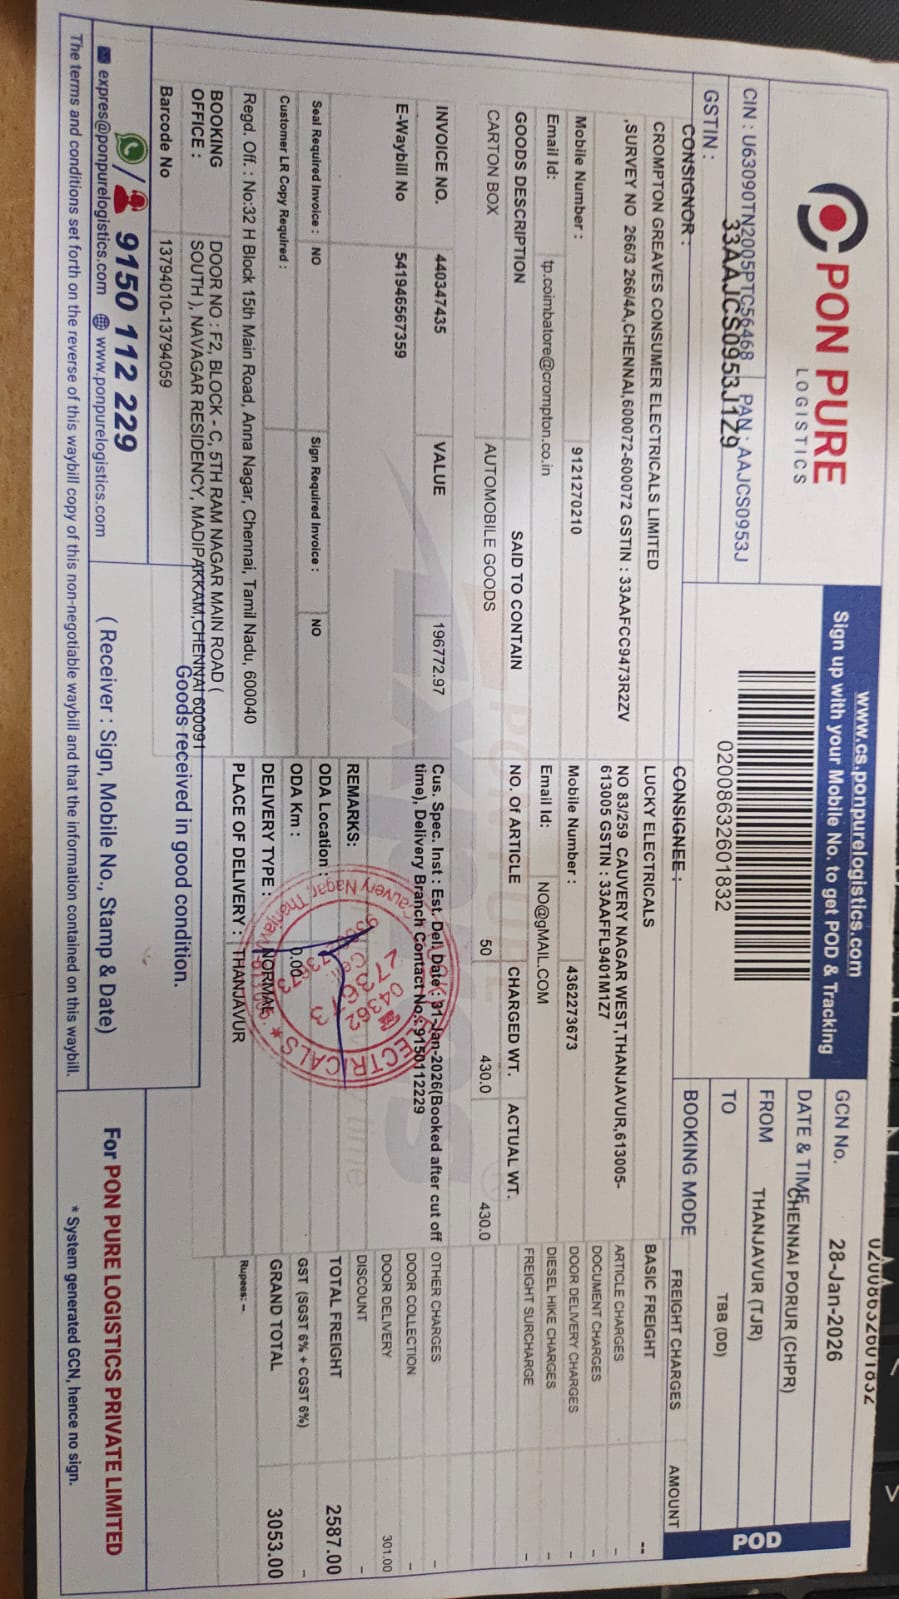 PON PURE
LOGISTICS
CIN : U63090TN2005PTC56468 PAN : AAJCS0953J
GSTIN : 33AAJCS0953J1Z9
www.cs.ponpurelogistics.com
Sign up with your Mobile No. to get POD & Tracking
0200863260183​2
GCN No. 02008632601832
DATE & TIME 28-Jan-2026
FROM CHENNAI PORUR (CHPR)
TO THANJAVUR (TJR)
BOOKING MODE TBB (DD)
POD
CONSIGNOR :
CROMPTON GREAVES CONSUMER ELECTRICALS LIMITED
,SURVEY NO 266/3 266/4A,CHENNAI,600072-600072 GSTIN : 33AAFCC9473R2ZV
Mobile Number : 9121270210
Email Id: tp.coimbatore@crompton.co.in
CONSIGNEE :
LUCKY ELECTRICALS
NO 83/259 CAUVERY NAGAR WEST,THANJAVUR,613005-
613005 GSTIN : 33AAFFL9401M1Z7
Mobile Number : 4362273673
Email Id: NO@gMAIL.COM
GOODS DESCRIPTION SAID TO CONTAIN NO. Of ARTICLE CHARGED WT. ACTUAL WT.
CARTON BOX AUTOMOBILE GOODS 50 430.0 430.0
INVOICE NO. 440347435 VALUE 196772.97
E-Waybill No 541946567359
Seal Required Invoice : NO Sign Required Invoice : NO
Customer LR Copy Required :
Regd. Off. : No:32 H Block 15th Main Road, Anna Nagar, Chennai, Tamil Nadu, 600040
BOOKING OFFICE : DOOR NO : F2, BLOCK - C, 5TH RAM NAGAR MAIN ROAD (
SOUTH ), NAVAGAR RESIDENCY, MADIPAKKAM,CHENNAI 600091
Barcode No 13794010-13794059
Cus. Spec. Inst : Est. Del. Date : 31-Jan-2026(Booked after cut off
time), Delivery Branch Contact No.: 9150112229
REMARKS:
ODA Location :
ODA Km : 0.00
DELIVERY TYPE : NORMAL
PLACE OF DELIVERY : THANJAVUR
FREIGHT CHARGES AMOUNT
BASIC FREIGHT --
ARTICLE CHARGES -
DOCUMENT CHARGES -
DOOR DELIVERY CHARGES -
DIESEL HIKE CHARGES -
FREIGHT SURCHARGE -
OTHER CHARGES -
DOOR COLLECTION -
DOOR DELIVERY 301.00
DISCOUNT -
TOTAL FREIGHT 2587.00
GST (SGST 6% + CGST 6%) -
GRAND TOTAL 3053.00
Rupees: --
9150 112 229
expres@ponpurelogistics.com www.ponpurelogistics.com
Goods received in good condition.
( Receiver : Sign, Mobile No., Stamp & Date)
For PON PURE LOGISTICS PRIVATE LIMITED
* System generated GCN, hence no sign.
The terms and conditions set forth on the reverse of this waybill copy of this non-negotiable waybill and that the information contained on this waybill.